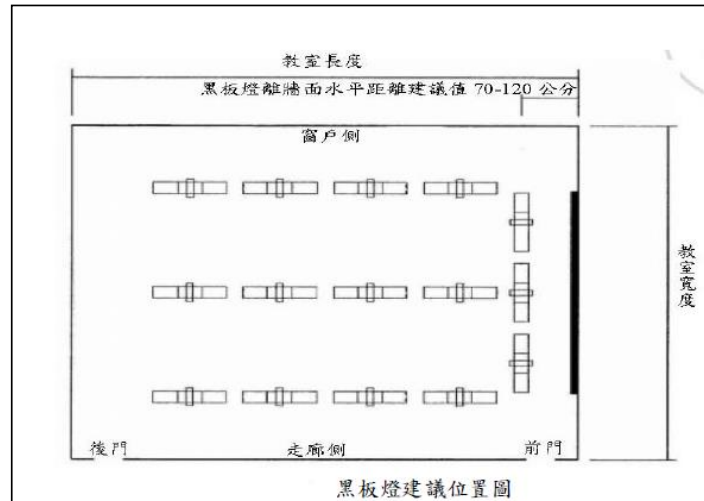 教室長度
黑板燈離牆面水平距離建議值 70-120 公分
窗戶側
教室寬度
後門
走廊側
前門
黑板燈建議位置圖